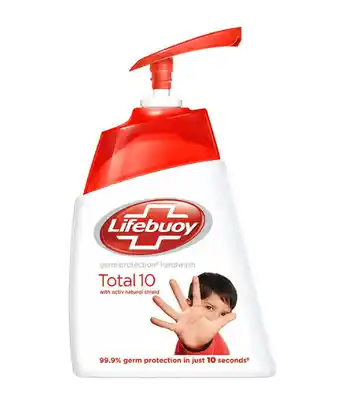 Lifebuoy
germ protection* handwash
Total 10
with activ natural shield
99.9% germ protection in just 10 seconds*